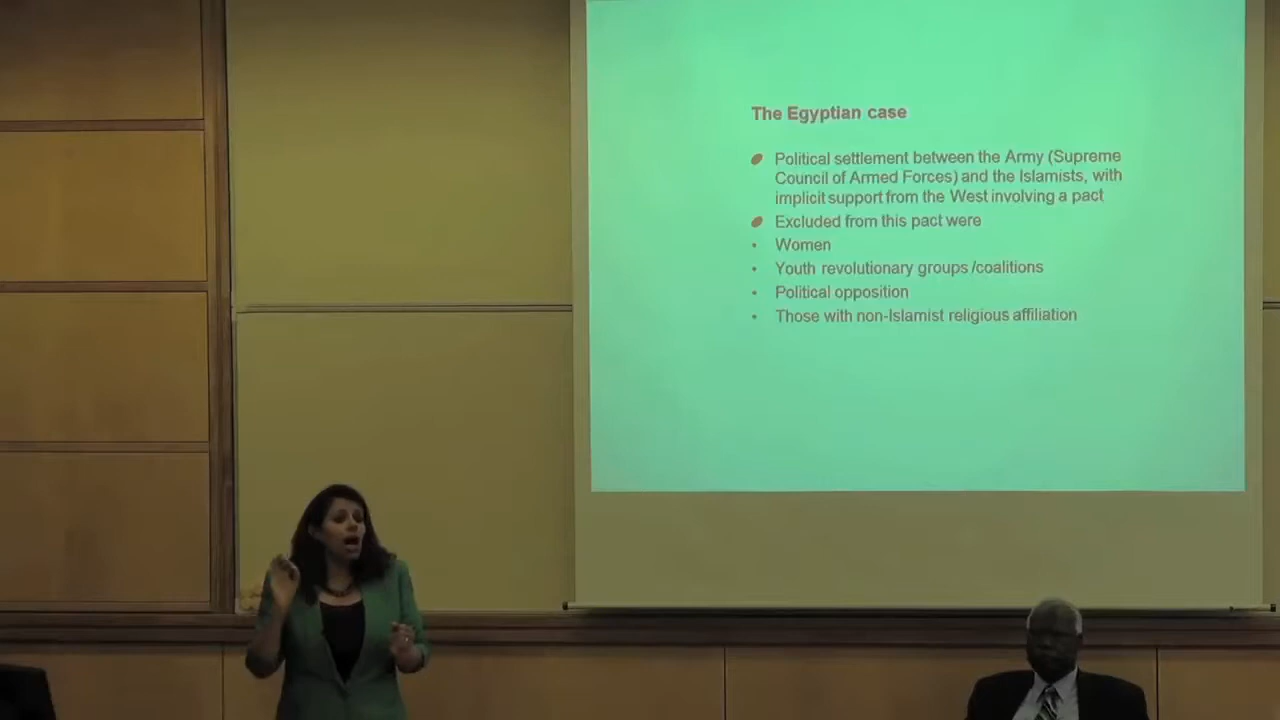 The Egyptian case
Political settlement between the Army (Supreme
Council of Armed Forces) and the Islamists, with
implicit support from the West involving a pact
Excluded from this pact were
• Women
• Youth revolutionary groups /coalitions
• Political opposition
• Those with non-Islamist religious affiliation